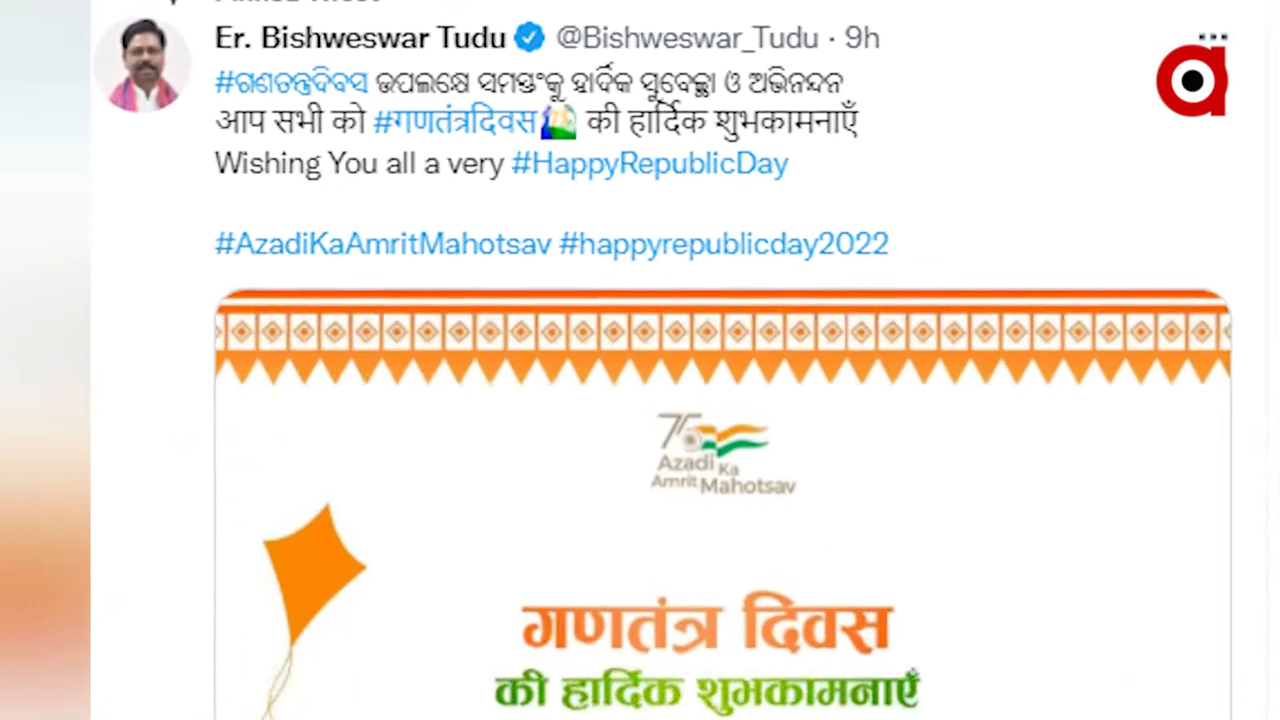 Er. Bishweswar Tudu @Bishweswar_Tudu · 9h
#ଗଣତନ୍ତ୍ରଦିବସ ଉପଲକ୍ଷେ ସମସ୍ତଂକୁ ହାର୍ଦିକ ସୁବେଚ୍ଛା ଓ ଅଭିନନ୍ଦନ
आप सभी को #गणतंत्रदिवस की हार्दिक शुभकामनाएँ
Wishing You all a very #HappyRepublicDay
#AzadiKaAmritMahotsav #happyrepublicday2022
75
Azadi Ka
Amrit Mahotsav
गणतंत्र दिवस
की हार्दिक शुभकामनाएँ